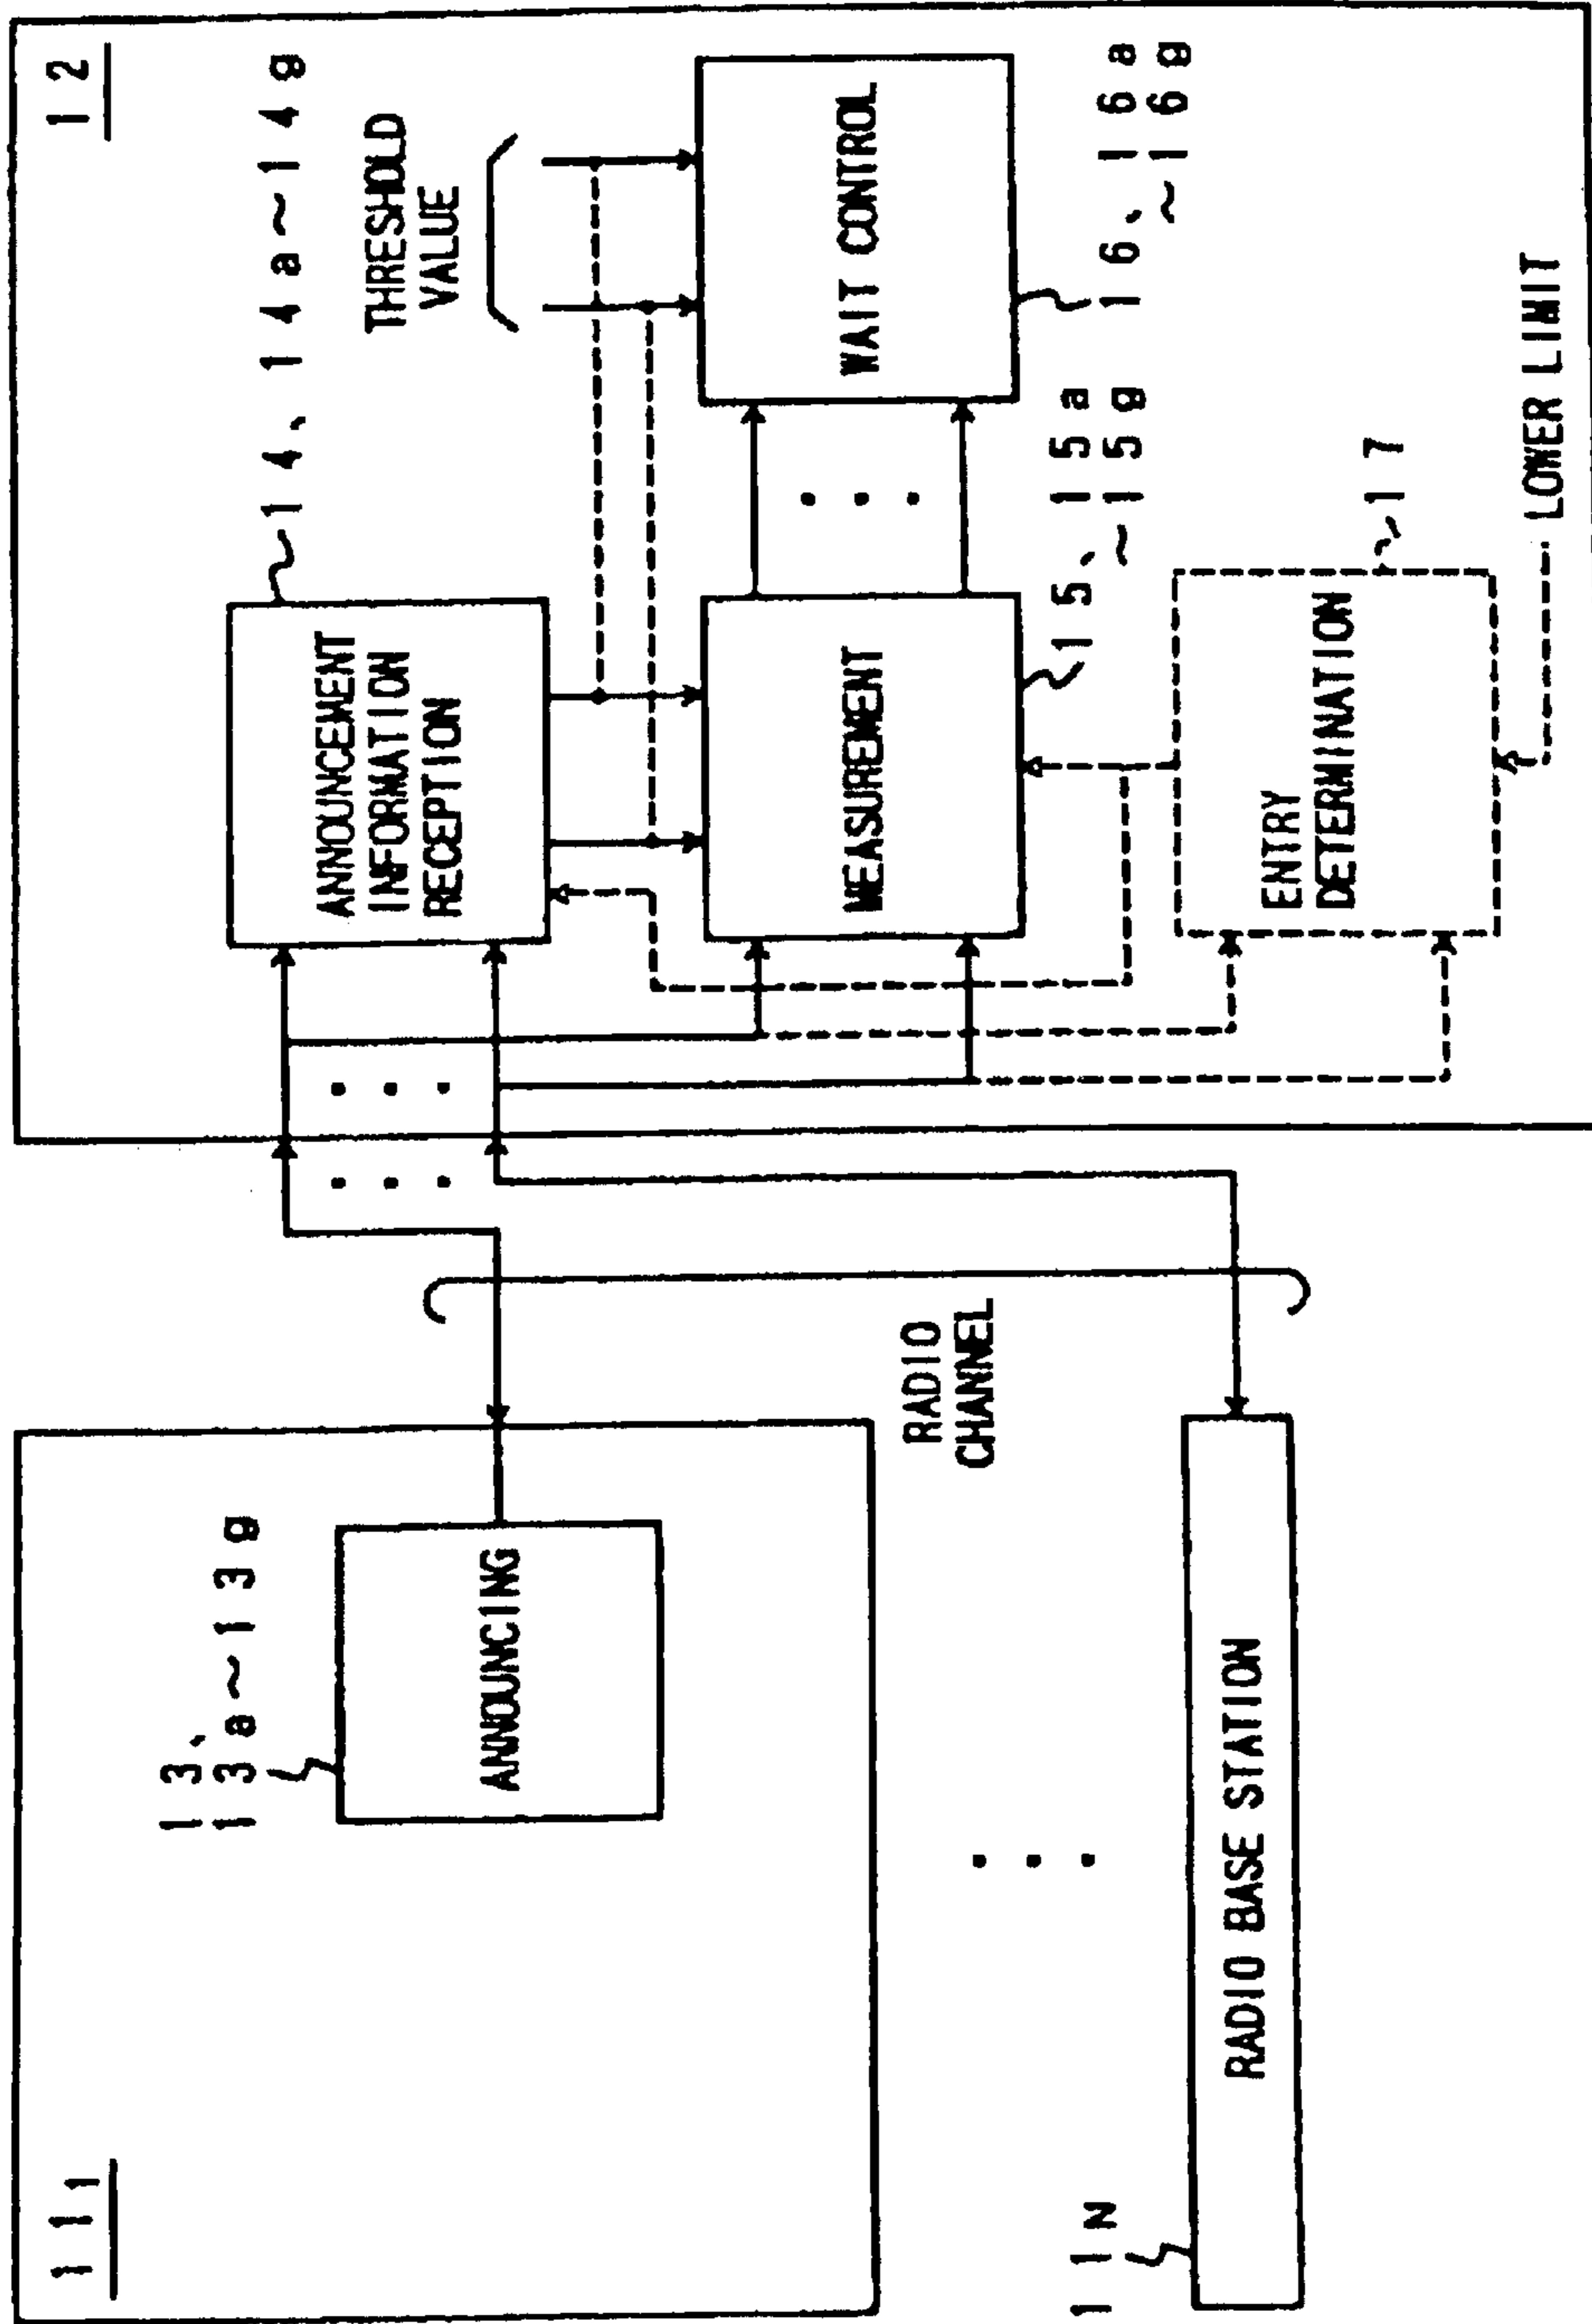 11₁
13、
13a~13g
ANNOUNCING
RADIO
CHANNEL
11N
RADIO BASE STATION
12
14、14a~14g
ANNOUNCEMENT
INFORMATION
RECEPTION
THRESHOLD
VALUE
MEASUREMENT
15、15a
~15g
WAIT CONTROL
16、16a
~16g
ENTRY
DETERMINATION
17
LOWER LIMIT